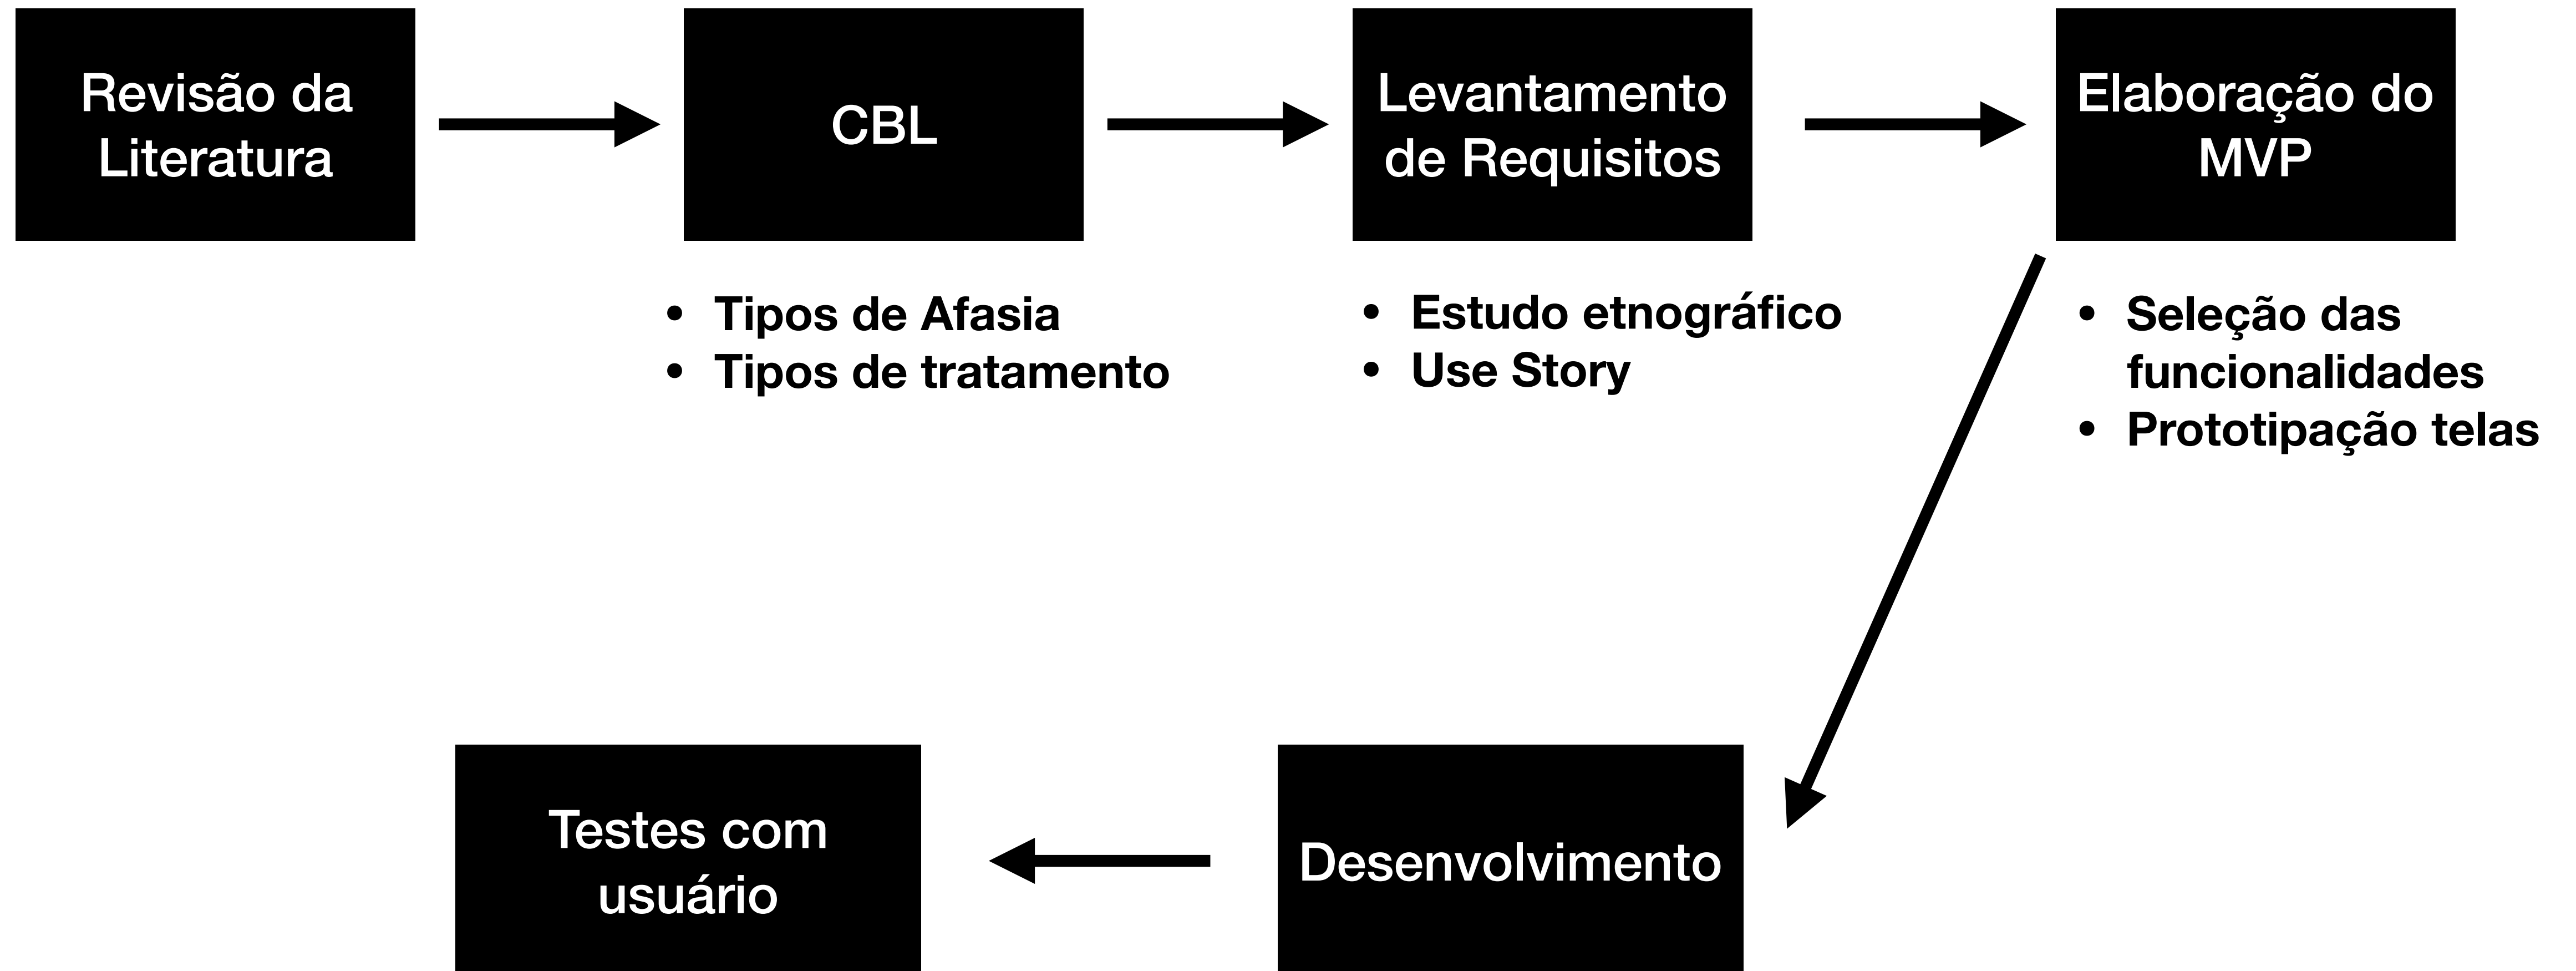 Revisão da
Literatura
CBL
Levantamento
de Requisitos
Elaboração do
MVP
• Tipos de Afasia
• Tipos de tratamento
• Estudo etnográfico
• Use Story
• Seleção das
funcionalidades
• Prototipação telas
Testes com
usuário
Desenvolvimento